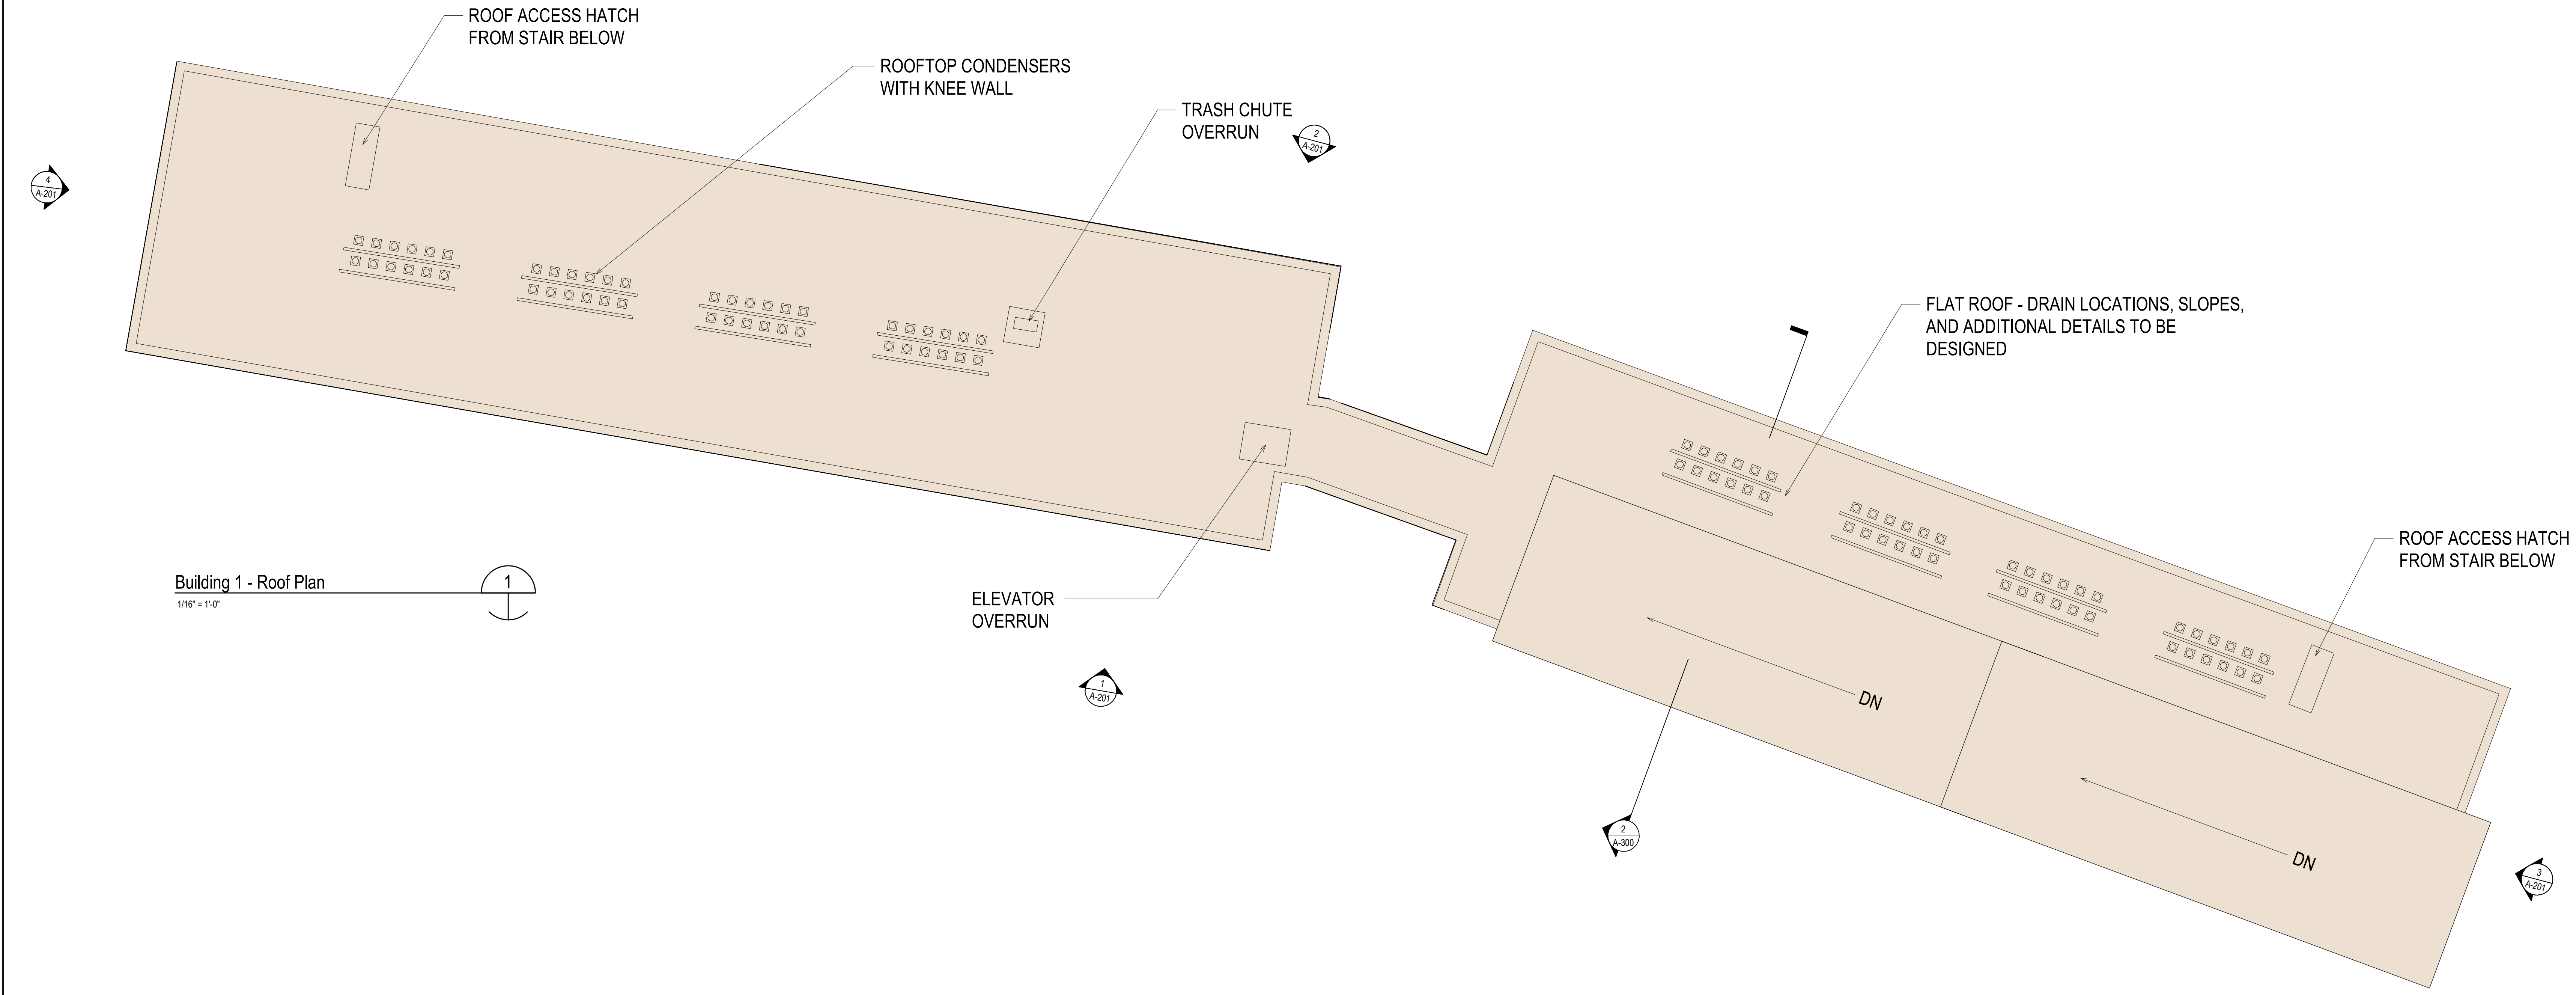 ROOF ACCESS HATCH
FROM STAIR BELOW
ROOFTOP CONDENSERS
WITH KNEE WALL
TRASH CHUTE
OVERRUN
2
A-201
4
A-201
FLAT ROOF - DRAIN LOCATIONS, SLOPES,
AND ADDITIONAL DETAILS TO BE
DESIGNED
ROOF ACCESS HATCH
FROM STAIR BELOW
Building 1 - Roof Plan
1
1/16" = 1'-0"
ELEVATOR
OVERRUN
1
A-201
DN
2
A-300
DN
3
A-201